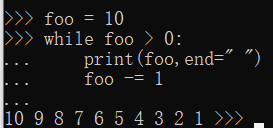 >>> foo = 10
>>> while foo > 0:
...     print(foo,end=" ")
...     foo -= 1
...
10 9 8 7 6 5 4 3 2 1 >>>